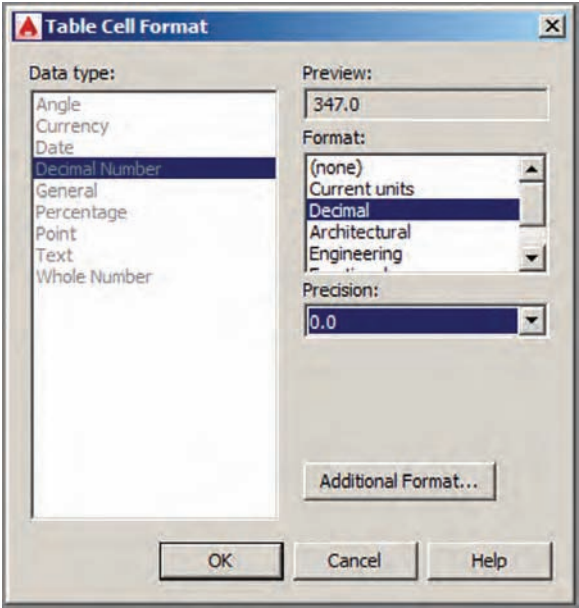 Table Cell Format
Data type:
Angle
Currency
Date
Decimal Number
General
Percentage
Point
Text
Whole Number
Preview:
347.0
Format:
(none)
Current units
Decimal
Architectural
Engineering
Precision:
0.0
Additional Format...
OK
Cancel
Help